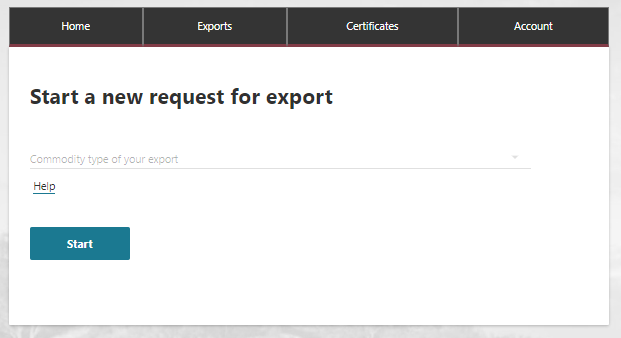 Home
Exports
Certificates
Account
Start a new request for export
Commodity type of your export
Help
Start